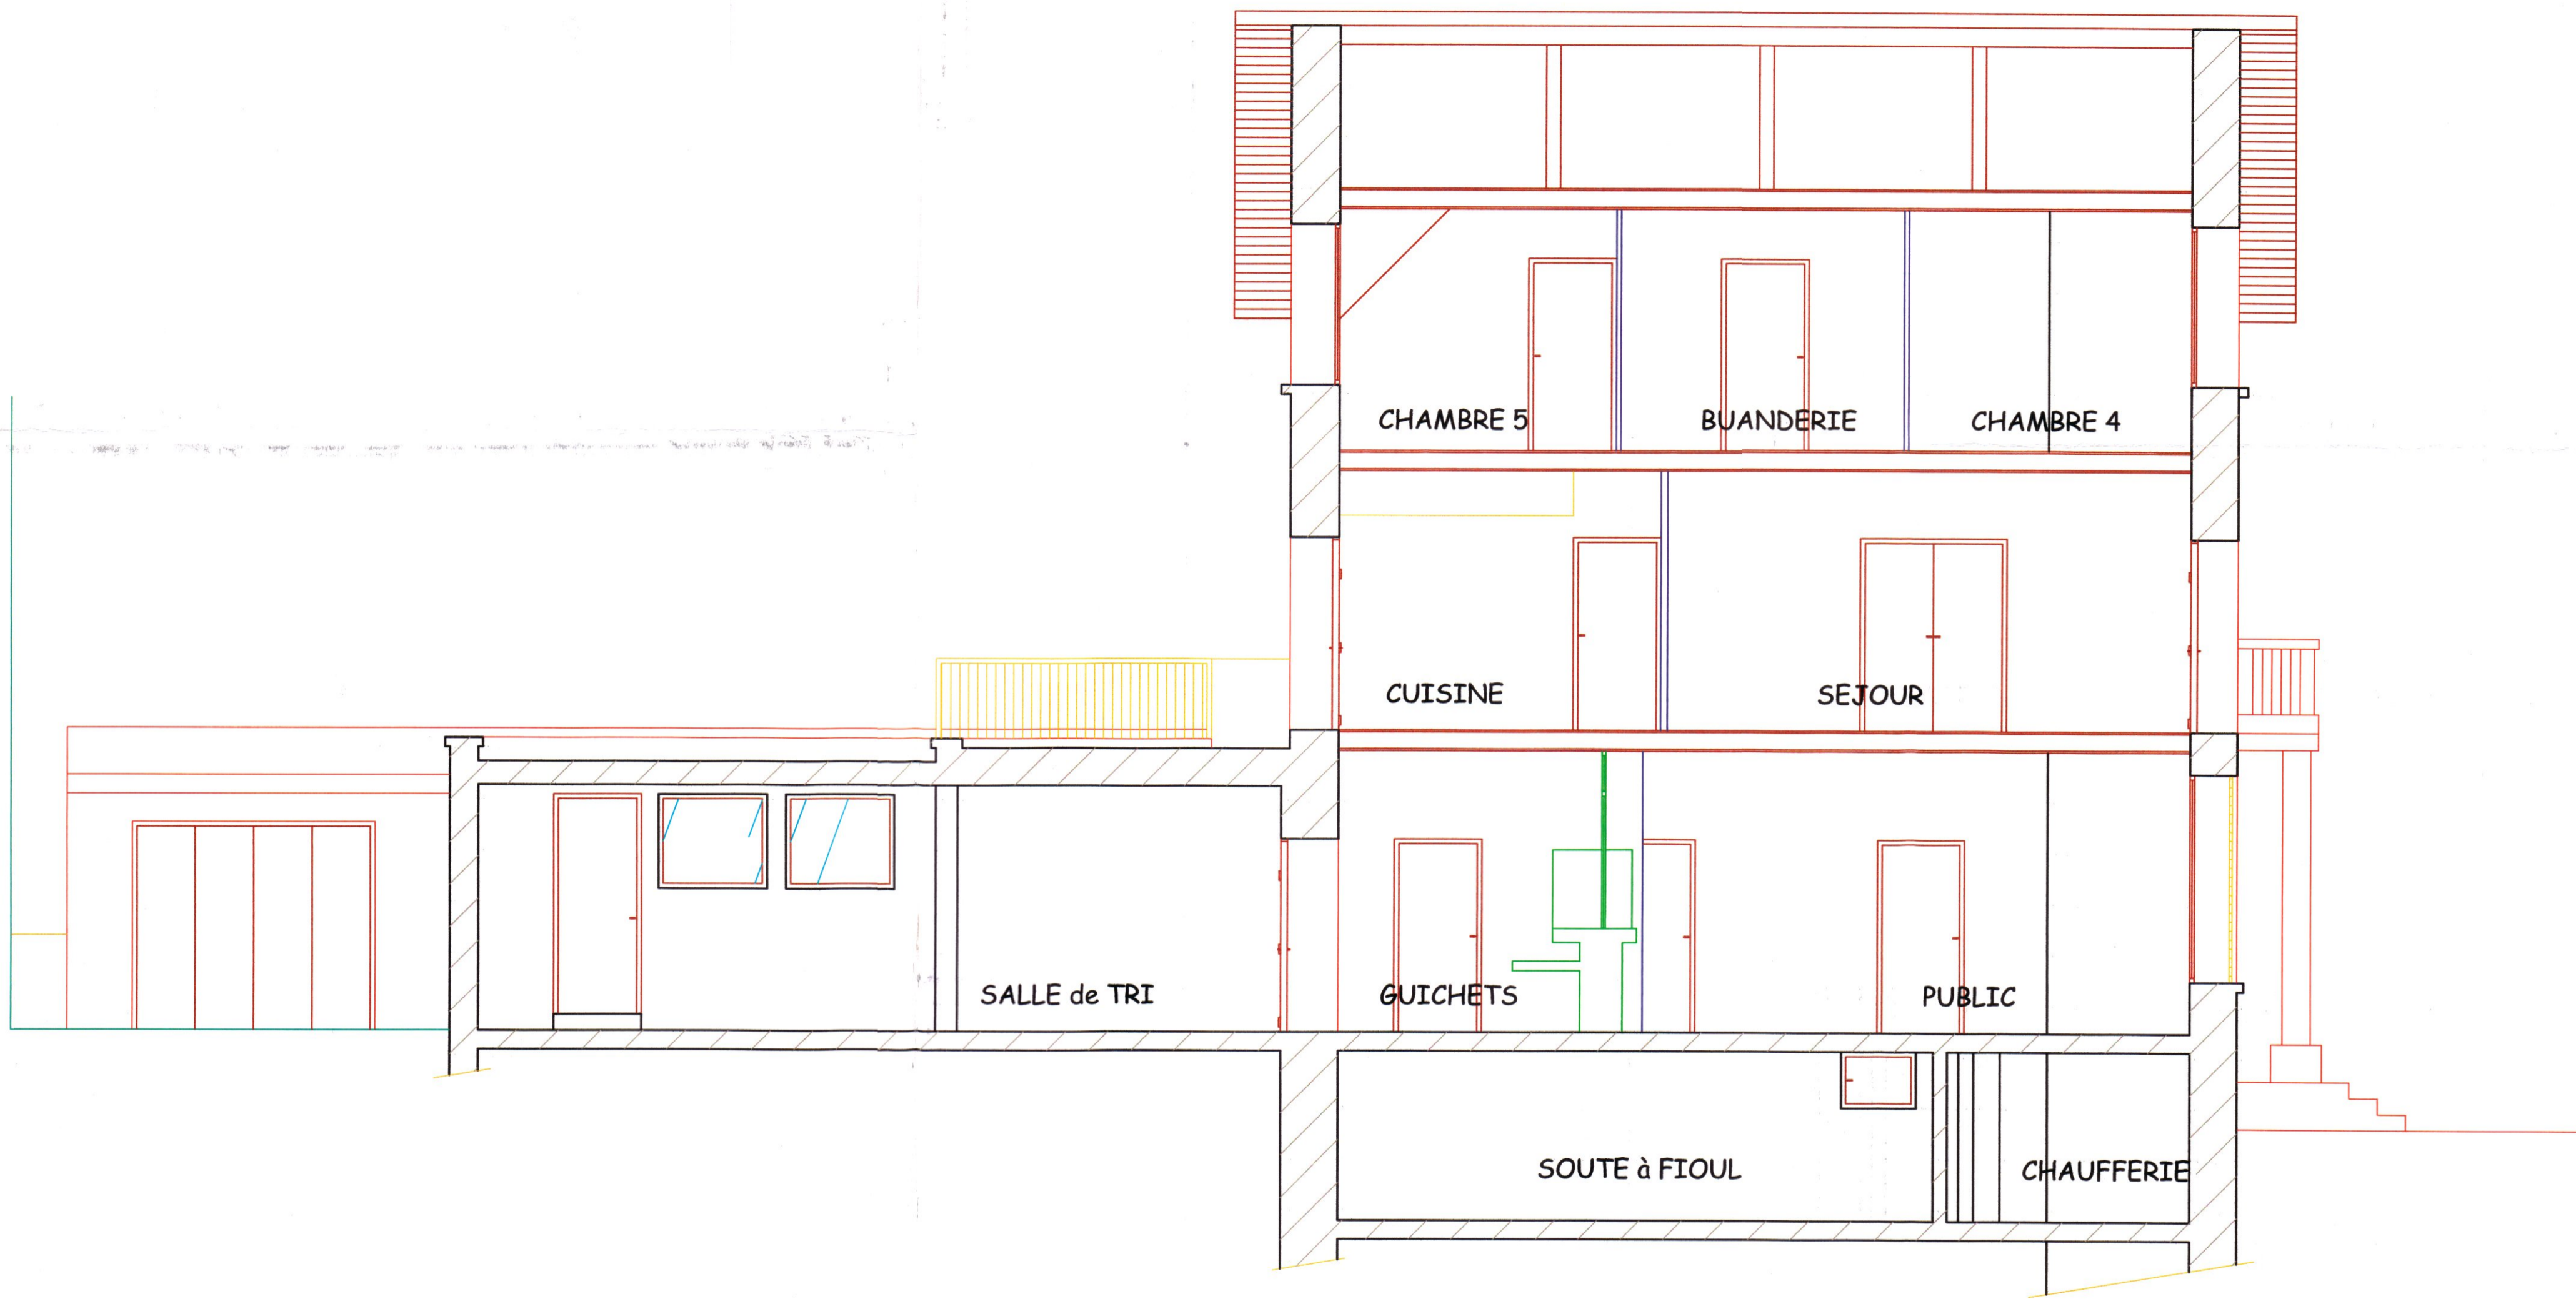 CHAMBRE 5
BUANDERIE
CHAMBRE 4
CUISINE
SEJOUR
SALLE de TRI
GUICHETS
PUBLIC
SOUTE à FIOUL
CHAUFFERIE